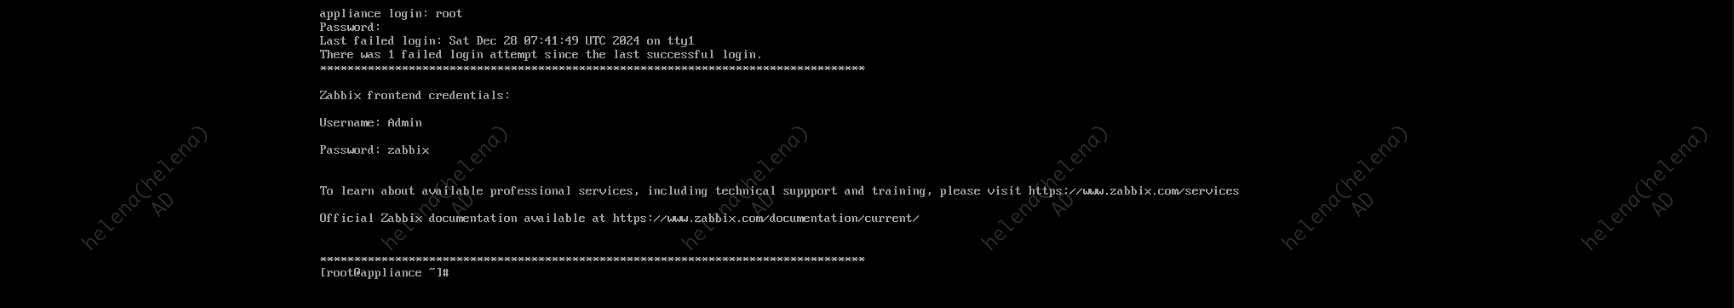 appliance login: root
Password:
Last failed login: Sat Dec 28 07:41:49 UTC 2024 on tty1
There was 1 failed login attempt since the last successful login.
********************************************************************************
Zabbix frontend credentials:
Username: Admin
Password: zabbix
To learn about available professional services, including technical suppport and training, please visit https://www.zabbix.com/services
Official Zabbix documentation available at https://www.zabbix.com/documentation/current/
********************************************************************************
[root@appliance ~]#
helena(helena)
AD
helena(helena)
AD
helena(helena)
AD
helena(helena)
AD
helena(helena)
AD
helena(helena)
AD